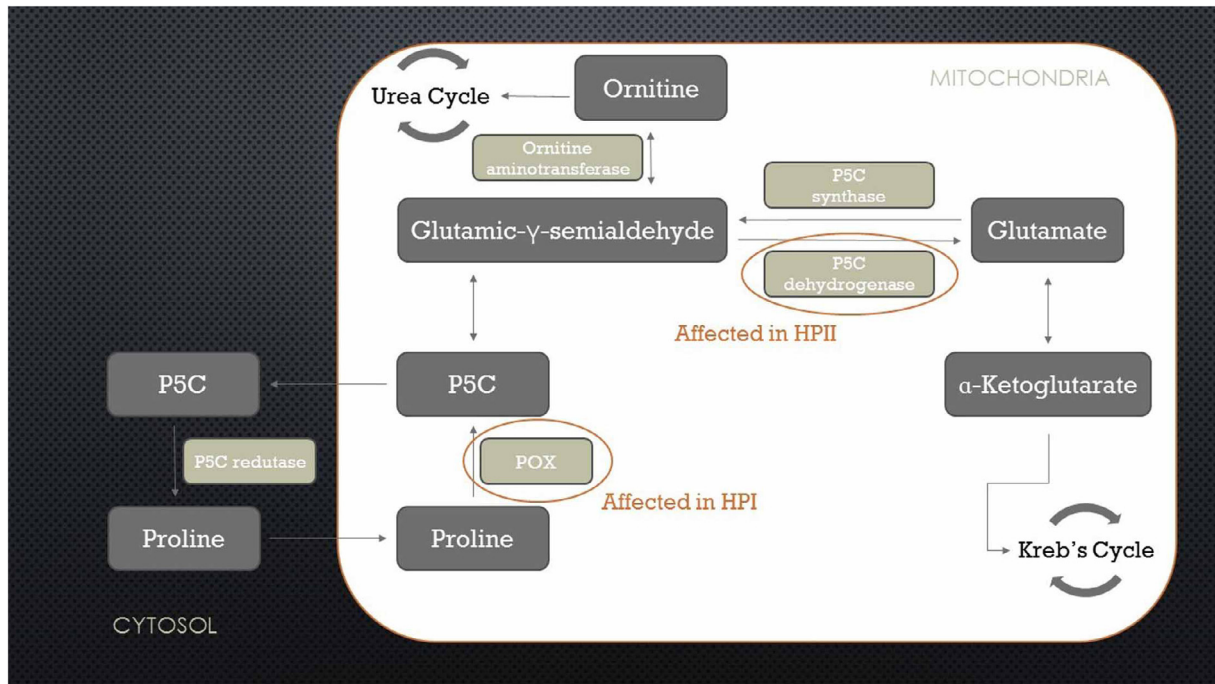 MITOCHONDRIA
Urea Cycle
Ornitine
Ornitine
aminotransferase
P5C
synthase
Glutamic-γ-semialdehyde
Glutamate
P5C
dehydrogenase
Affected in HPII
P5C
P5C
α-Ketoglutarate
P5C redutase
POX
Affected in HPI
Proline
Proline
Kreb's Cycle
CYTOSOL